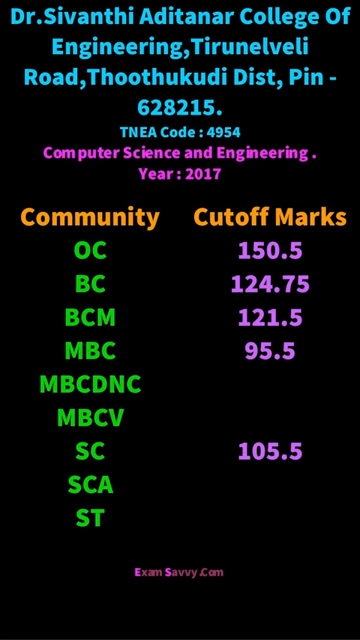 Dr.Sivanthi Aditanar College Of
Engineering,Tirunelveli
Road,Thoothukudi Dist, Pin -
628215.
TNEA Code : 4954
Computer Science and Engineering .
Year : 2017
Community Cutoff Marks
OC 150.5
BC 124.75
BCM 121.5
MBC 95.5
MBCDNC
MBCV
SC 105.5
SCA
ST
Exam Savvy.Com